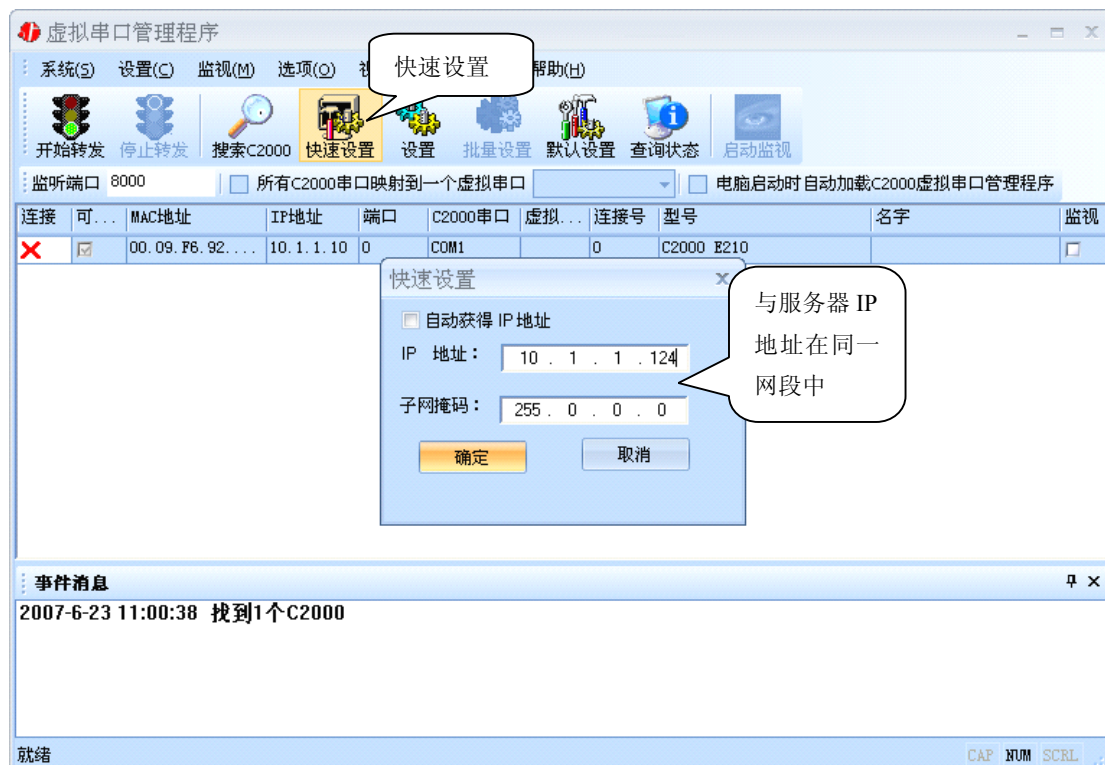 虚拟串口管理程序
系统(S) 设置(C) 监视(M) 选项(O) 帮助(H)
快速设置
开始转发 停止转发 搜索C2000 快速设置 设置 批量设置 默认设置 查询状态 启动监视
监听端口 8000 所有C2000串口映射到一个虚拟串口 电脑启动时自动加载C2000虚拟串口管理程序
连接 可... MAC地址 IP地址 端口 C2000串口 虚拟... 连接号 型号 名字 监视
00.09.F6.92.... 10.1.1.10 0 COM1 0 C2000 E210
快速设置
自动获得 IP 地址
IP 地址： 10 . 1 . 1 . 124
子网掩码： 255 . 0 . 0 . 0
确定 取消
与服务器 IP
地址在同一
网段中
事件消息
2007-6-23 11:00:38 找到1个C2000
就绪 CAP NUM SCRL